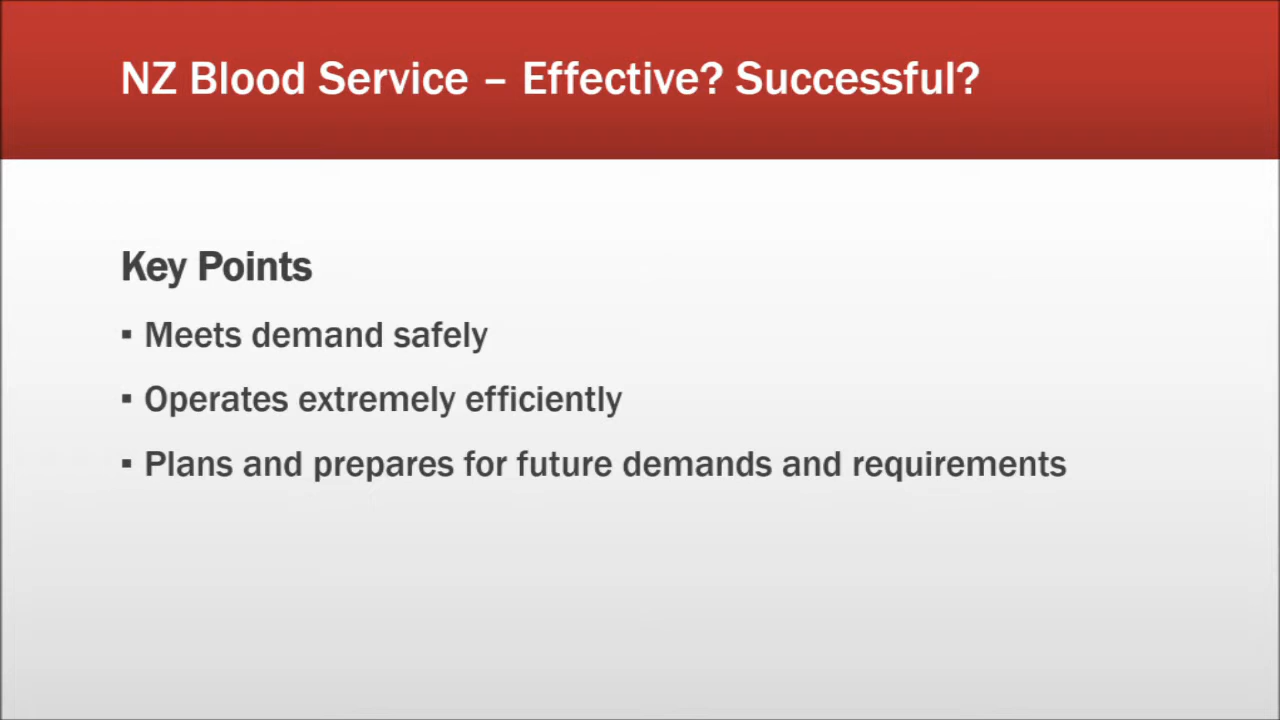 NZ Blood Service – Effective? Successful?
Key Points
▪ Meets demand safely
▪ Operates extremely efficiently
▪ Plans and prepares for future demands and requirements